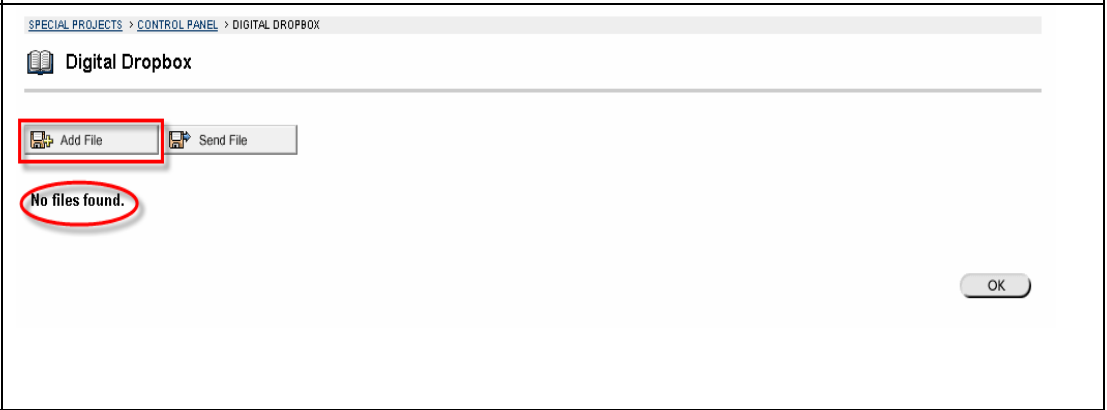 SPECIAL PROJECTS > CONTROL PANEL > DIGITAL DROPBOX
Digital Dropbox
Add File Send File
No files found.
OK